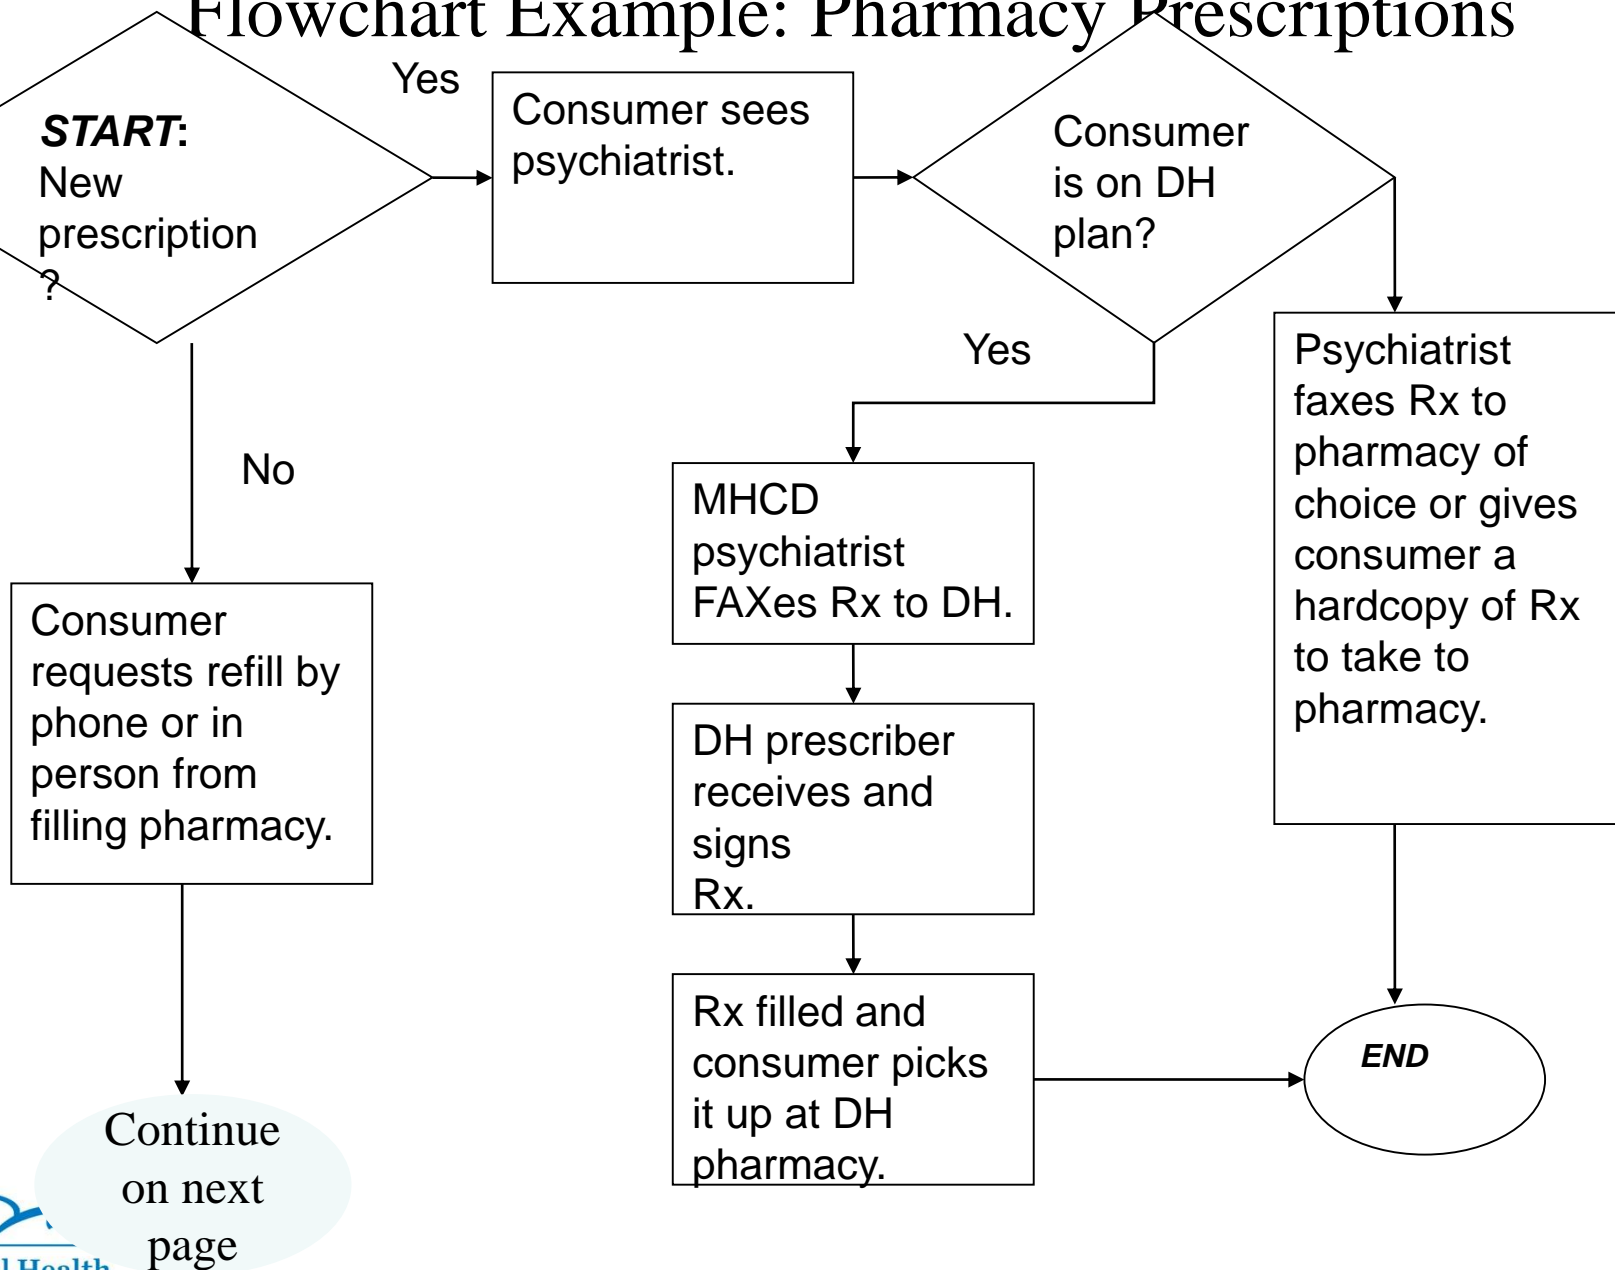 Flowchart Example: Pharmacy Prescriptions
START:
New
prescription
?
Yes
Consumer sees
psychiatrist.
Consumer
is on DH
plan?
Yes
No
Psychiatrist
faxes Rx to
pharmacy of
choice or gives
consumer a
hardcopy of Rx
to take to
pharmacy.
MHCD
psychiatrist
FAXes Rx to DH.
Consumer
requests refill by
phone or in
person from
filling pharmacy.
DH prescriber
receives and
signs
Rx.
Rx filled and
consumer picks
it up at DH
pharmacy.
END
Continue
on next
page
Health